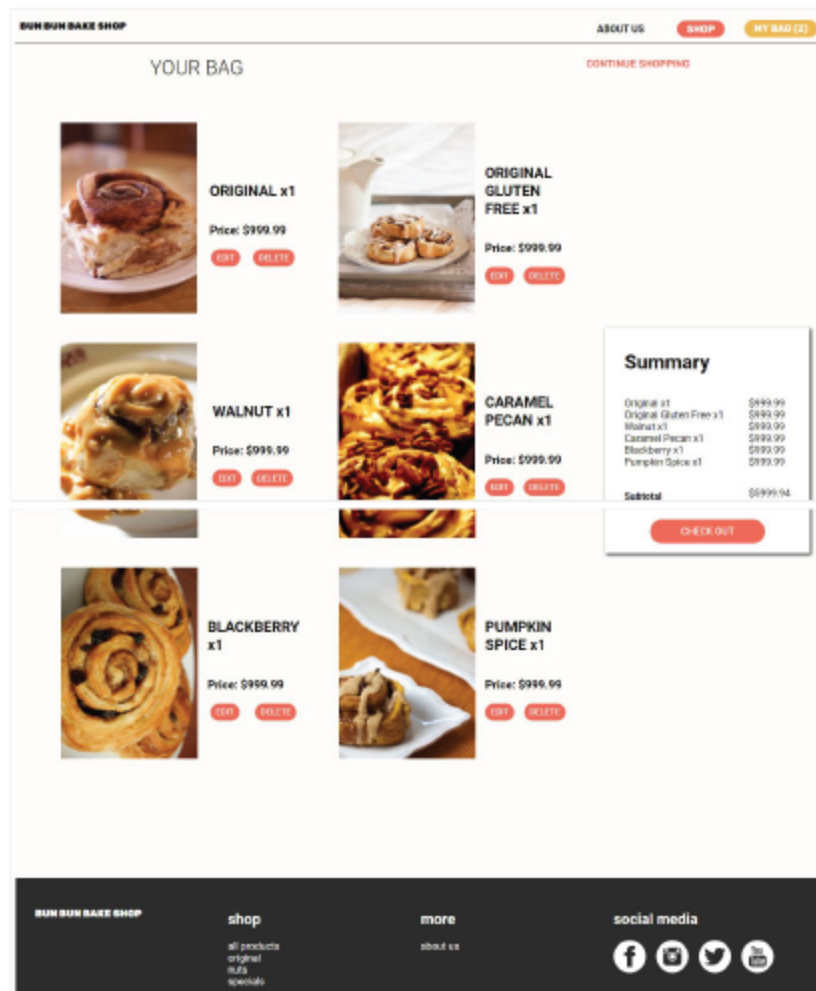 BUN BUN BAKE SHOP
ABOUT US
SHOP
MY BAG (2)
YOUR BAG
CONTINUE SHOPPING
ORIGINAL x1
Price: $999.99
EDIT DELETE
ORIGINAL
GLUTEN
FREE x1
Price: $999.99
EDIT DELETE
WALNUT x1
Price: $999.99
EDIT DELETE
CARAMEL
PECAN x1
Price: $999.99
EDIT DELETE
Summary
Original x1 $999.99
Original Gluten Free x1 $999.99
Walnut x1 $999.99
Caramel Pecan x1 $999.99
Blackberry x1 $999.99
Pumpkin Spice x1 $999.99
Subtotal $5999.94
CHECK OUT
BLACKBERRY
x1
Price: $999.99
EDIT DELETE
PUMPKIN
SPICE x1
Price: $999.99
EDIT DELETE
BUN BUN BAKE SHOP
shop
all products
original
nuts
specials
more
about us
social media
You
Tube